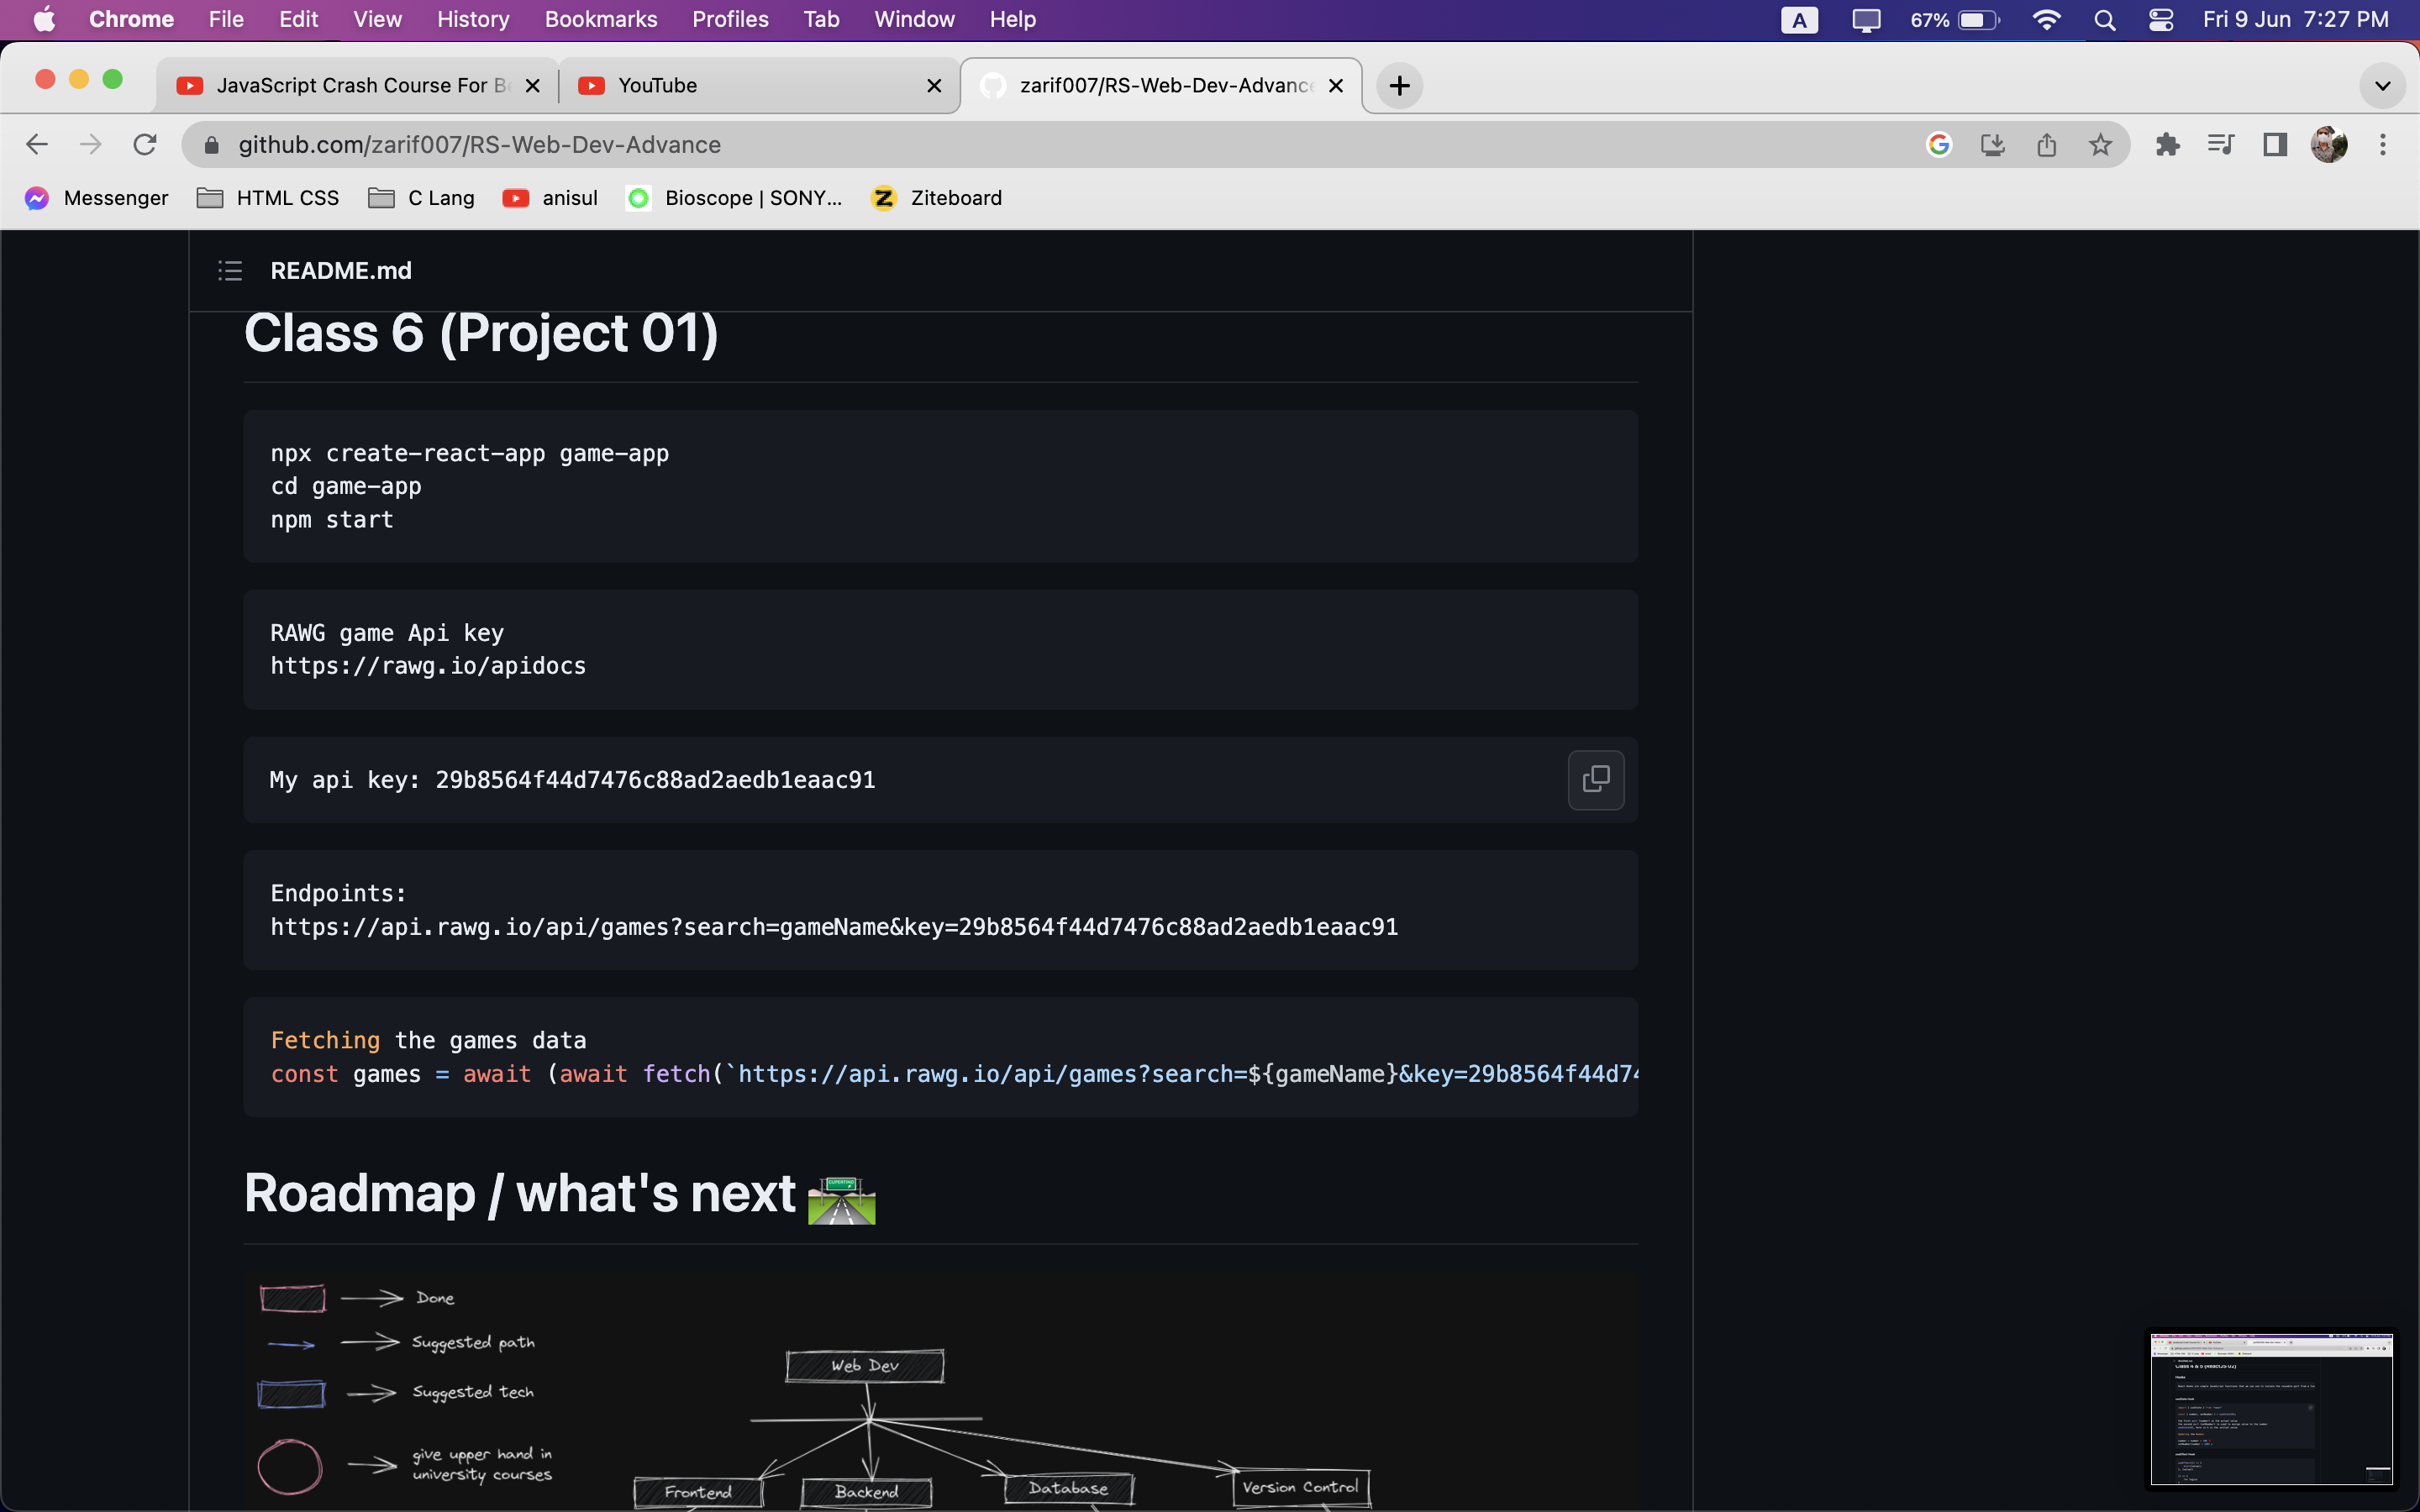 Chrome File Edit View History Bookmarks Profiles Tab Window Help A 67% Fri 9 Jun 7:27 PM
JavaScript Crash Course For Be YouTube zarif007/RS-Web-Dev-Advance
github.com/zarif007/RS-Web-Dev-Advance
Messenger HTML CSS C Lang anisul Bioscope | SONY... Ziteboard
README.md
Class 6 (Project 01)
npx create-react-app game-app
cd game-app
npm start
RAWG game Api key
https://rawg.io/apidocs
My api key: 29b8564f44d7476c88ad2aedb1eaac91
Endpoints:
https://api.rawg.io/api/games?search=gameName&key=29b8564f44d7476c88ad2aedb1eaac91
Fetching the games data
const games = await (await fetch(`https://api.rawg.io/api/games?search=${gameName}&key=29b8564f44d74
Roadmap / what's next
Done
Suggested path
Suggested tech
give upper hand in
university courses
Web Dev
Frontend Backend Database Version Control